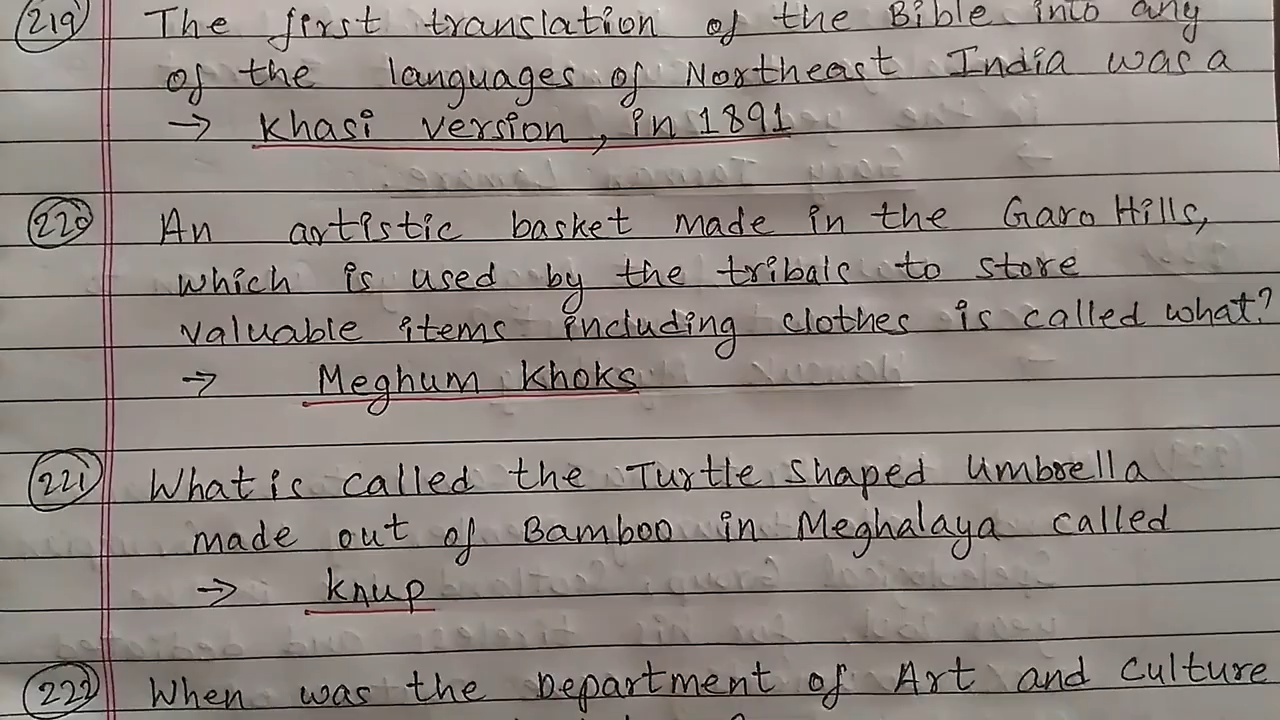 219 The first translation of the Bible into any
of the languages of Northeast India was a
→ Khasi version, in 1891
220 An artistic basket made in the Garo Hills,
which is used by the tribals to store
valuable items including clothes is called what?
→ Meghum Khoks
221 What is called the Turtle shaped Umbrella
made out of Bamboo in Meghalaya called
→ Knup
222 When was the Department of Art and Culture